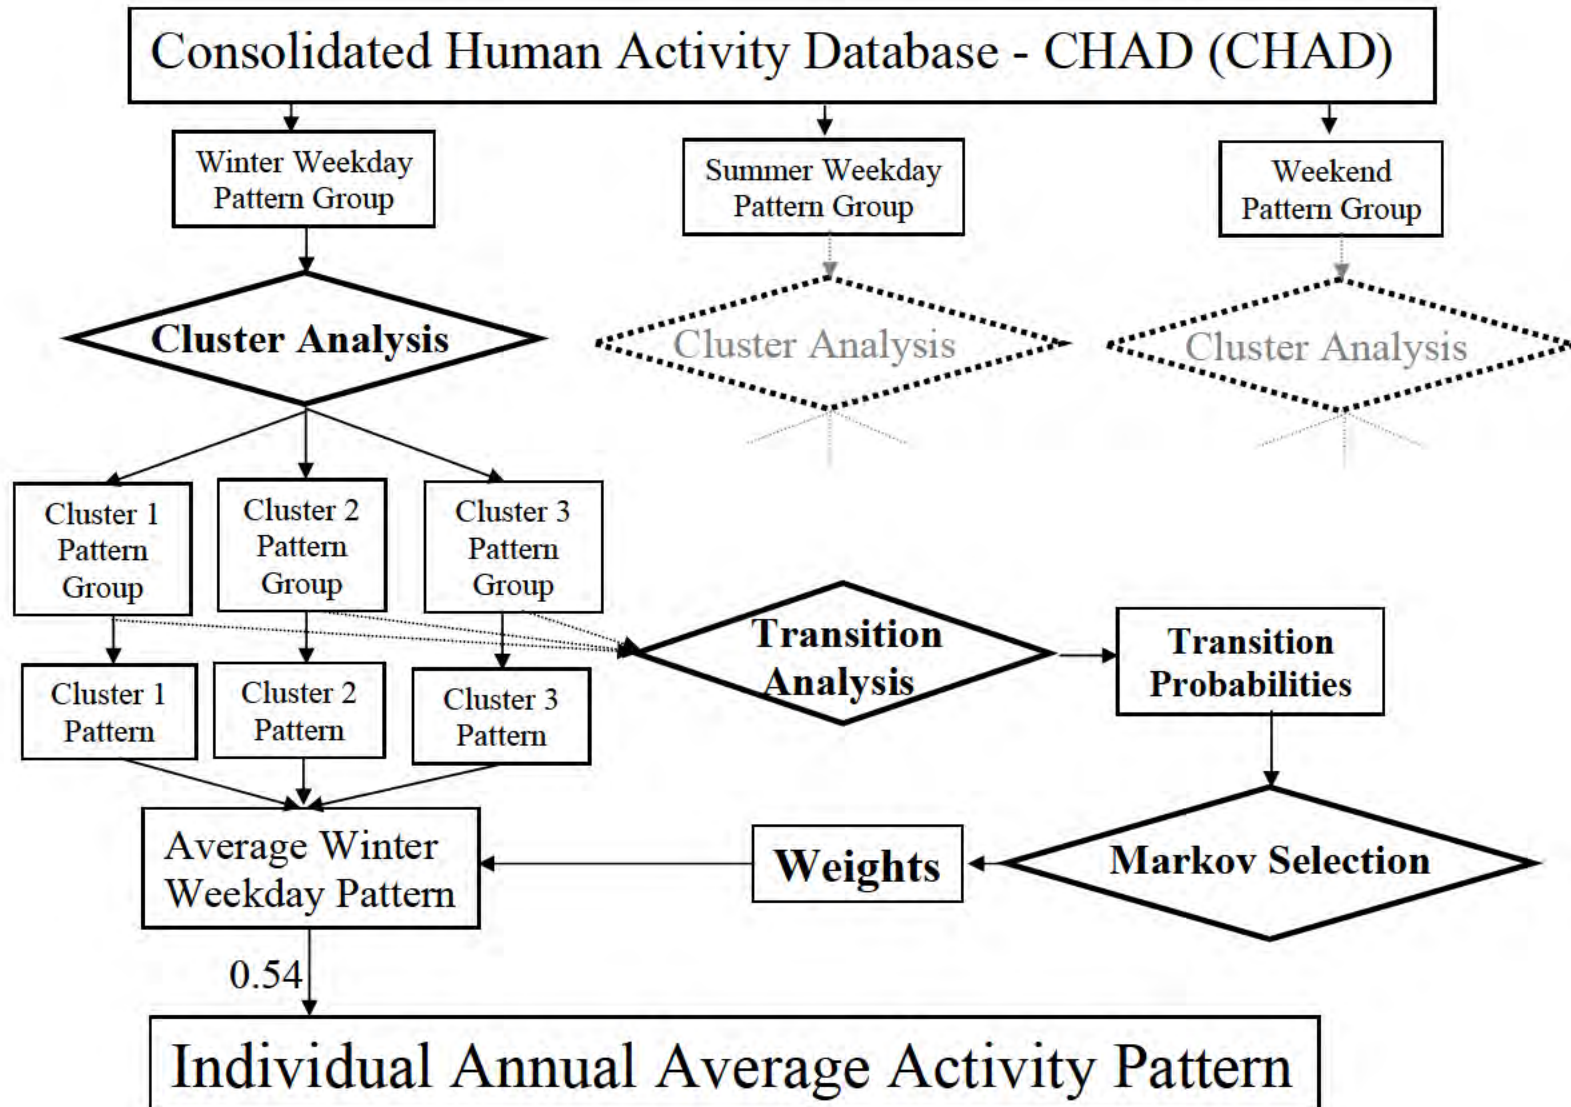 Consolidated Human Activity Database - CHAD (CHAD)
Winter Weekday
Pattern Group
Summer Weekday
Pattern Group
Weekend
Pattern Group
Cluster Analysis
Cluster Analysis
Cluster Analysis
Cluster 1
Pattern
Group
Cluster 2
Pattern
Group
Cluster 3
Pattern
Group
Transition
Analysis
Transition
Probabilities
Cluster 1
Pattern
Cluster 2
Pattern
Cluster 3
Pattern
Average Winter
Weekday Pattern
Weights
Markov Selection
0.54
Individual Annual Average Activity Pattern